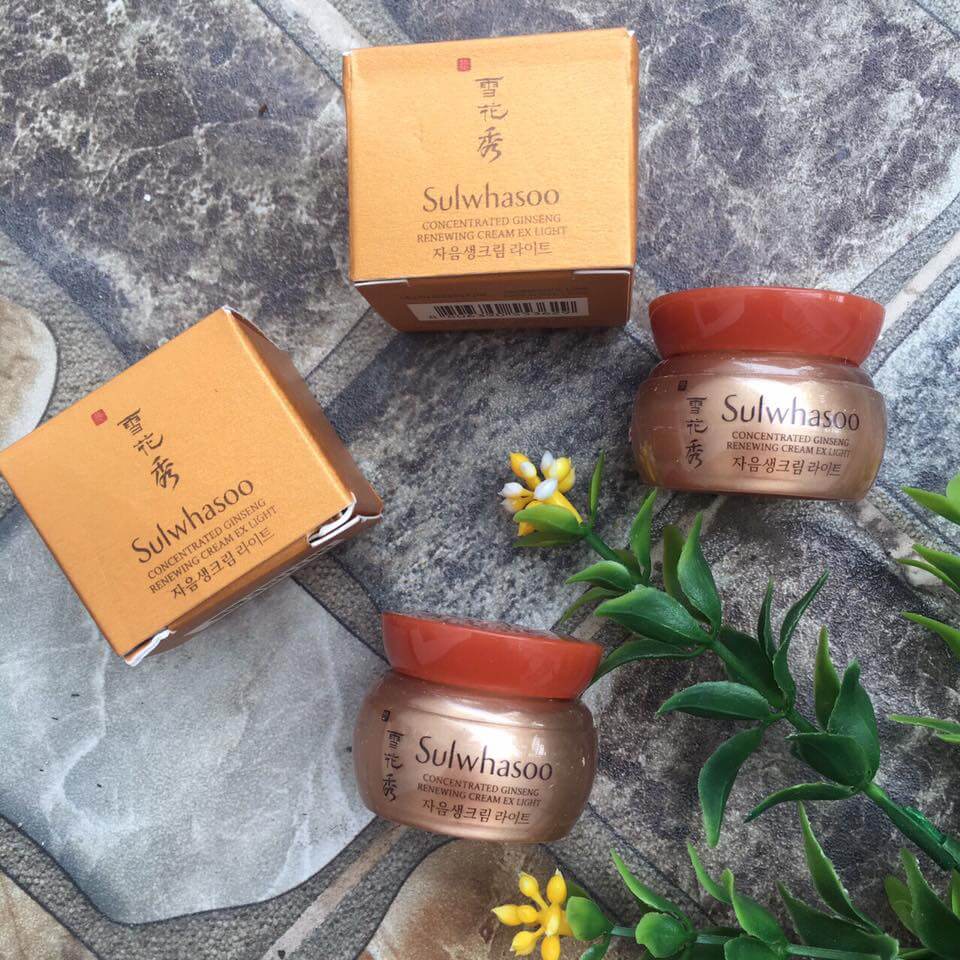 雪花秀
Sulwhasoo
CONCENTRATED GINSENG
RENEWING CREAM EX LIGHT
자음생크림 라이트
雪花秀
Sulwhasoo
CONCENTRATED GINSENG
RENEWING CREAM EX LIGHT
자음생크림 라이트
雪花秀
Sulwhasoo
CONCENTRATED GINSENG
RENEWING CREAM EX LIGHT
자음생크림 라이트
雪花秀
Sulwhasoo
CONCENTRATED GINSENG
RENEWING CREAM EX LIGHT
자음생크림 라이트